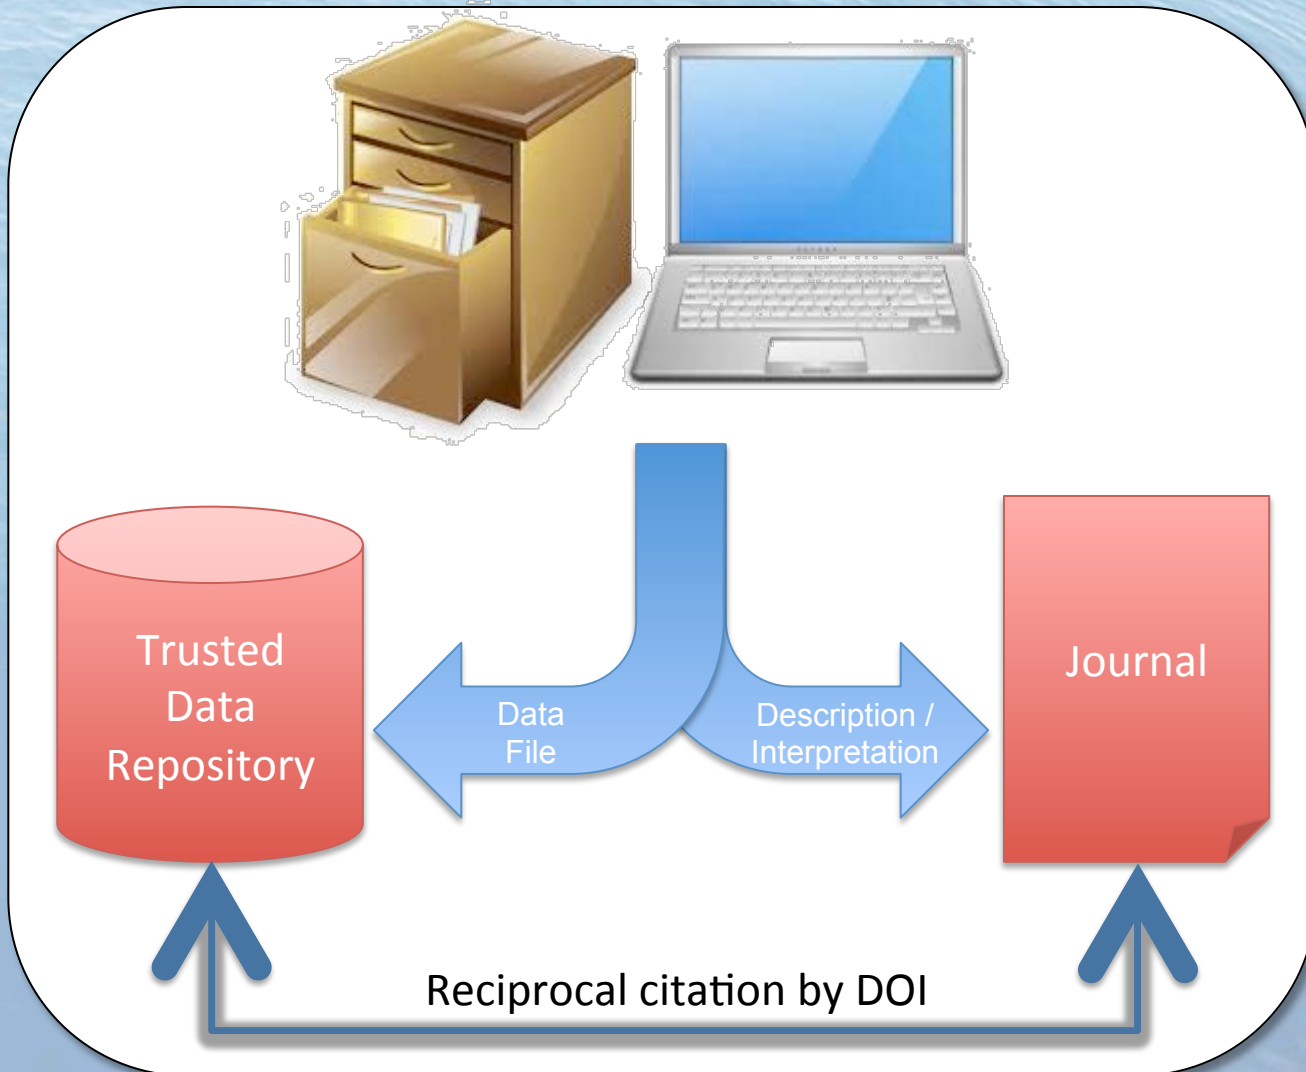 Trusted
Data
Repository
Data
File
Description /
Interpretation
Journal
Reciprocal citation by DOI